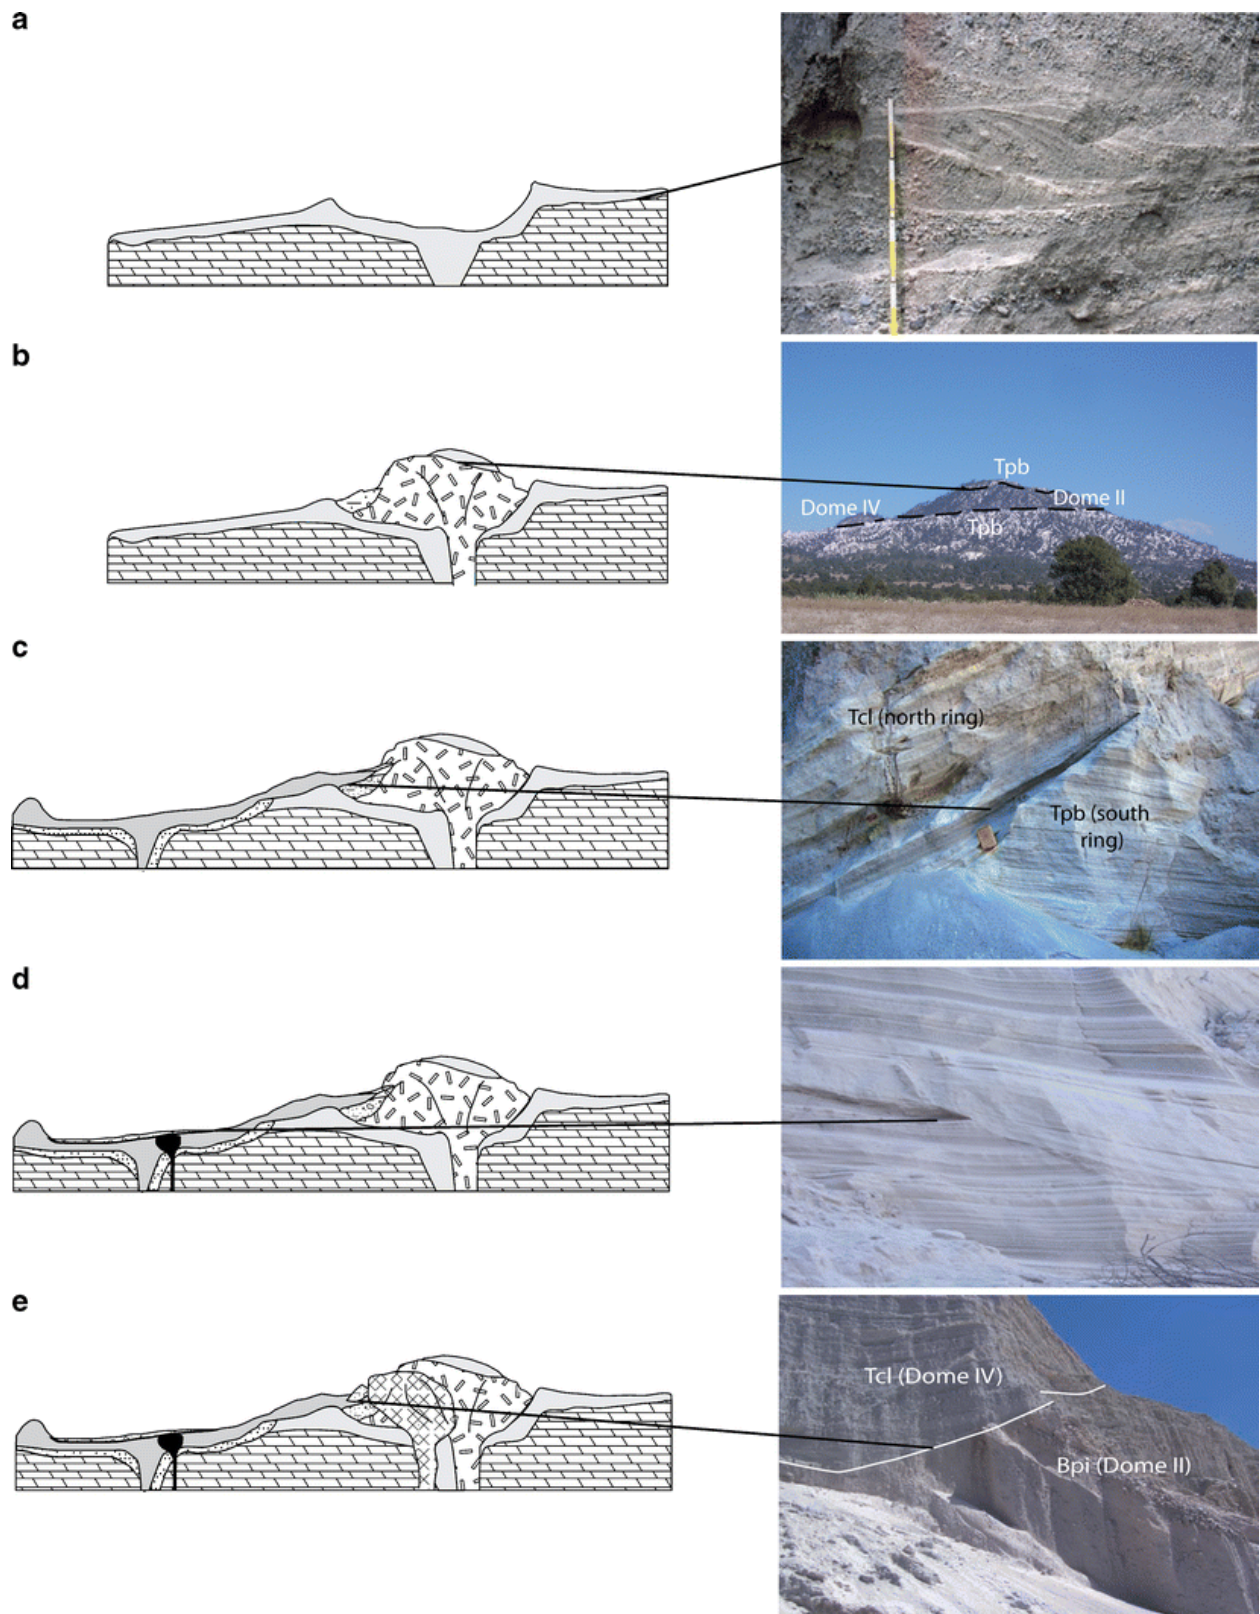 a
b
Tpb
Dome IV
Dome II
Tpb
c
Tcl (north ring)
Tpb (south
ring)
d
e
Tcl (Dome IV)
Bpi (Dome II)